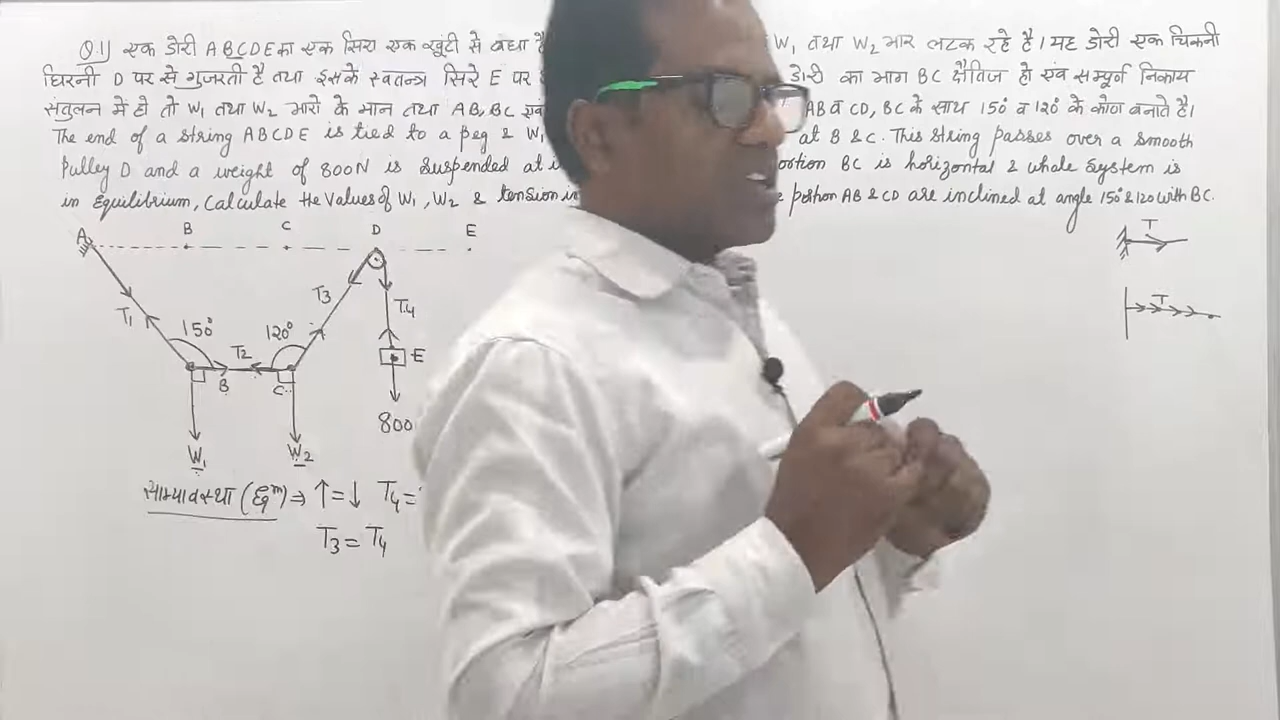 Q.1) एक डोरी ABCDE का एक सिरा एक खूंटी से बंधा है W₁ तथा W₂ भार लटक रहे है। यह डोरी एक चिकनी
घिरनी D पर से गुजरती है तथा इसके स्वतन्त्र सिरे E पर डोरी का भाग BC क्षैतिज हो एवं सम्पूर्ण निकाय
संतुलन में हो तो W₁ तथा W₂ भारो के मान तथा AB, BC एवं AB व CD, BC के साथ 150° व 120° के कोण बनाते है।
The end of a string ABCDE is tied to a peg & W₁ at B & C. This string passes over a smooth
Pulley D and a weight of 800N is suspended at portion BC is horizontal & whole System is
in Equilibrium, Calculate the Values of W₁, W₂ & tension in portion AB & CD are inclined at angle 150° & 120 with BC.
A B C D E
T
T₁ 150° T₂ 120° T₃ T₄
T
B C E
800
W₁ W₂
साम्यावस्था (Eqᵐ) ⇒ ↑=↓ T₄=
T₃ = T₄